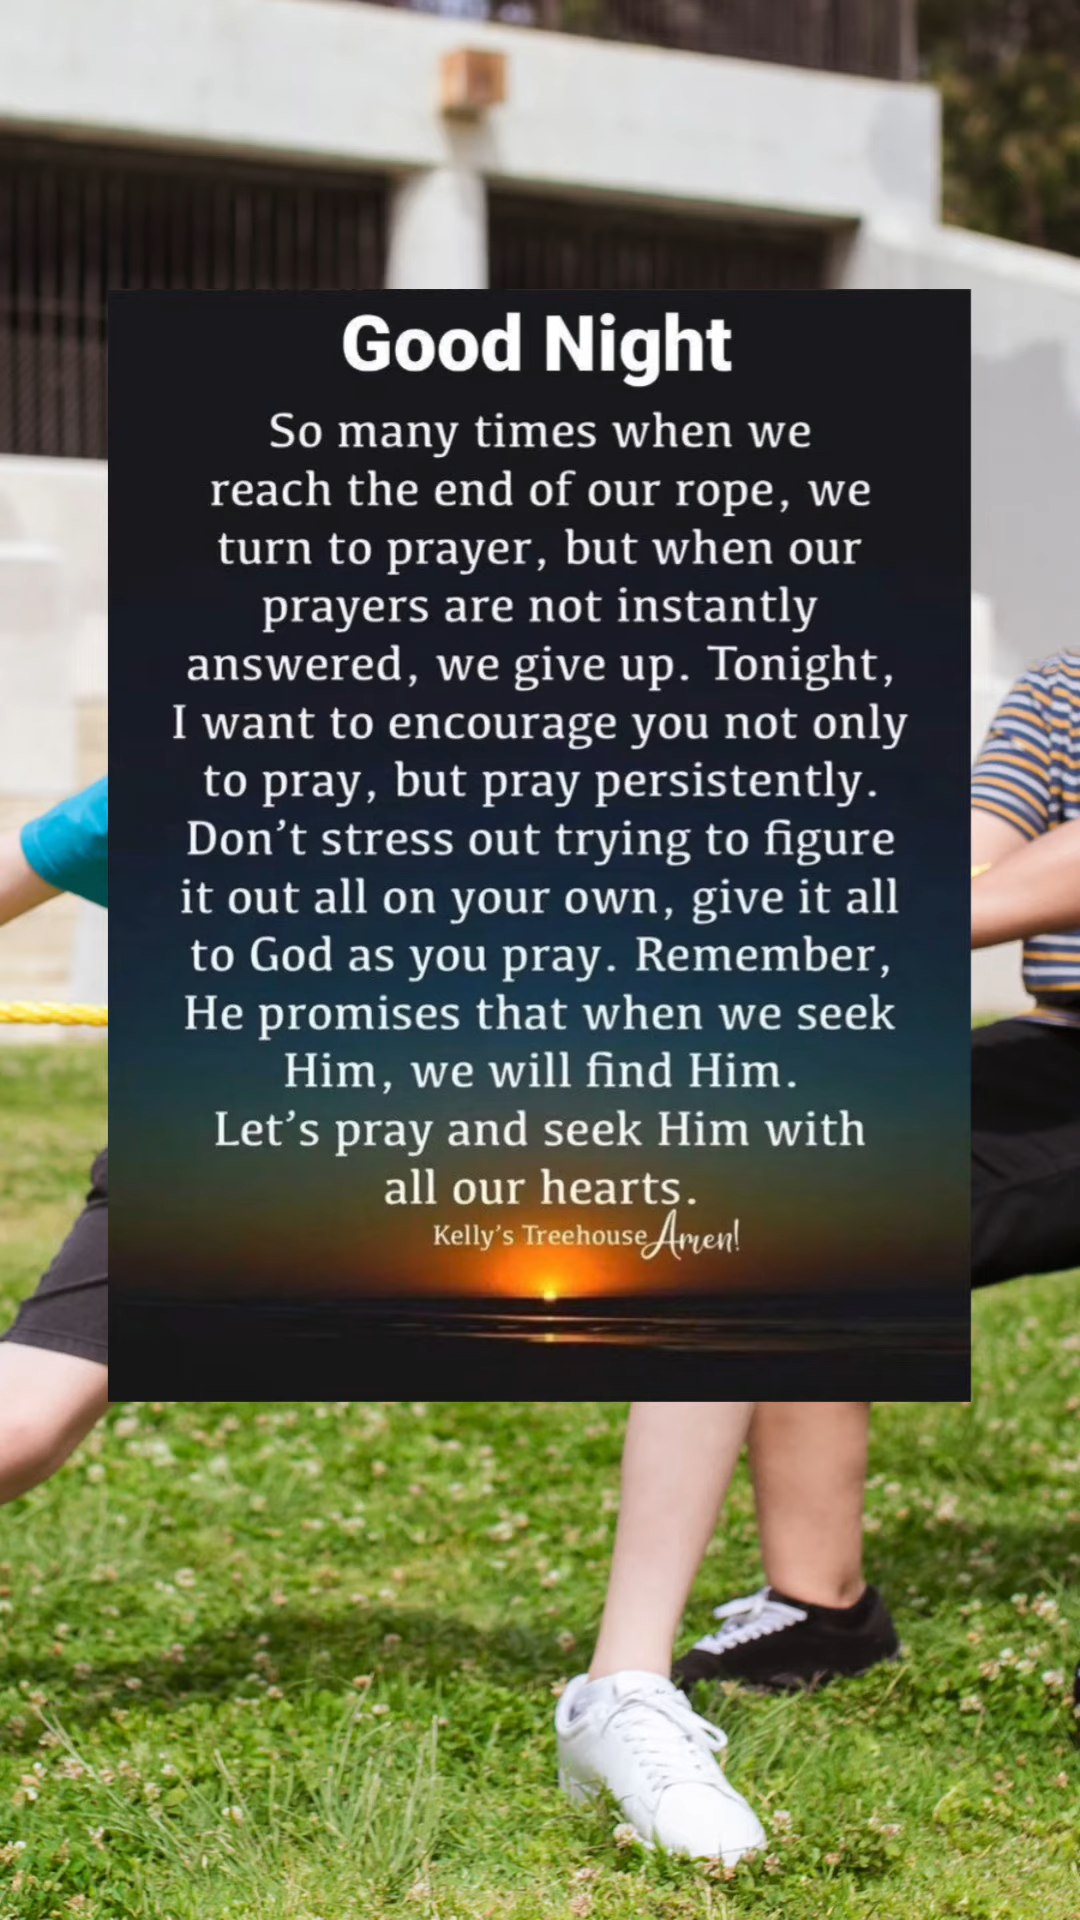 Good Night
So many times when we
reach the end of our rope, we
turn to prayer, but when our
prayers are not instantly
answered, we give up. Tonight,
I want to encourage you not only
to pray, but pray persistently.
Don’t stress out trying to figure
it out all on your own, give it all
to God as you pray. Remember,
He promises that when we seek
Him, we will find Him.
Let’s pray and seek Him with
all our hearts.
Kelly’s Treehouse Amen!